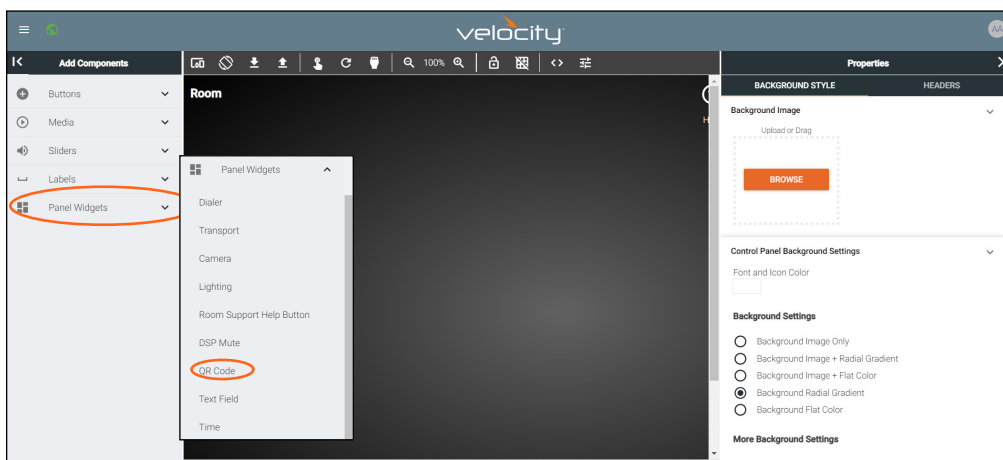 velocity
AA
Add Components
100%
Properties
Buttons
Media
Sliders
Labels
Panel Widgets
Room
H
Panel Widgets
Dialer
Transport
Camera
Lighting
Room Support Help Button
DSP Mute
QR Code
Text Field
Time
BACKGROUND STYLE
HEADERS
Background Image
Upload or Drag
BROWSE
Control Panel Background Settings
Font and Icon Color
Background Settings
Background Image Only
Background Image + Radial Gradient
Background Image + Flat Color
Background Radial Gradient
Background Flat Color
More Background Settings